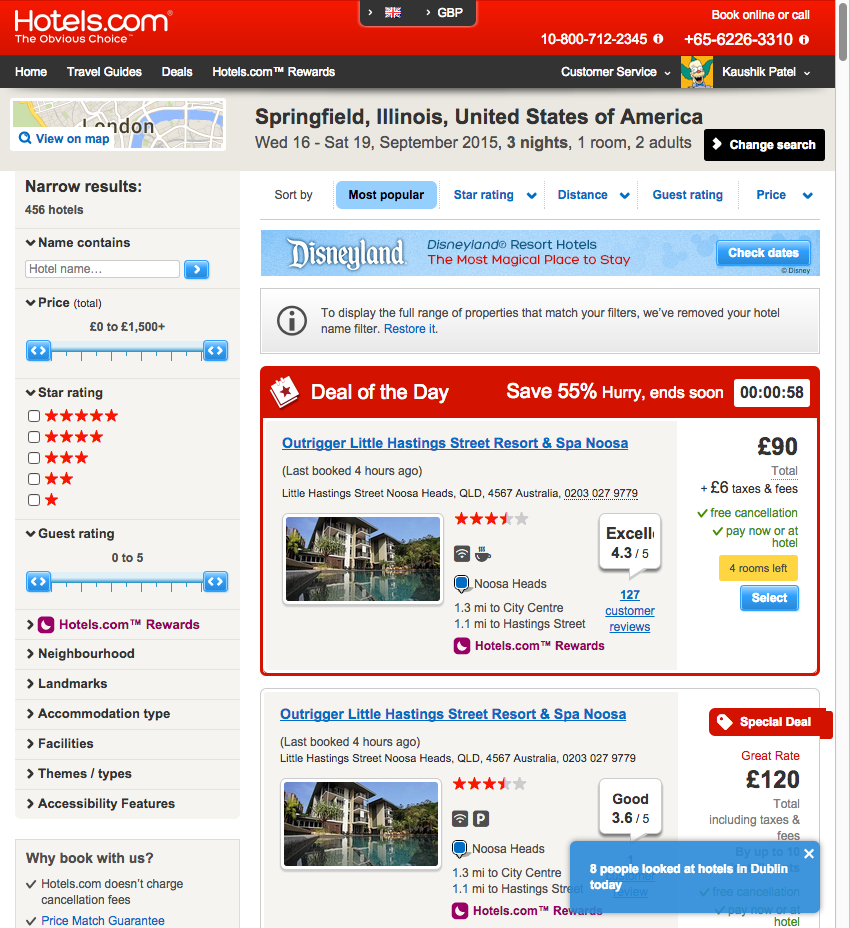 Hotels.com®
The Obvious Choice™
GBP
Book online or call
10-800-712-2345
+65-6226-3310
Home Travel Guides Deals Hotels.com™ Rewards
Customer Service
Kaushik Patel
London
View on map
Springfield, Illinois, United States of America
Wed 16 - Sat 19, September 2015, 3 nights, 1 room, 2 adults
Change search
Narrow results:
456 hotels
Name contains
Hotel name…
Price (total)
£0 to £1,500+
Star rating
Guest rating
0 to 5
Hotels.com™ Rewards
Neighbourhood
Landmarks
Accommodation type
Facilities
Themes / types
Accessibility Features
Why book with us?
Hotels.com doesn't charge
cancellation fees
Price Match Guarantee
Sort by Most popular Star rating Distance Guest rating Price
Disneyland
Disneyland® Resort Hotels
The Most Magical Place to Stay
Check dates
© Disney
To display the full range of properties that match your filters, we've removed your hotel
name filter. Restore it.
Deal of the Day
Save 55% Hurry, ends soon
00:00:58
Outrigger Little Hastings Street Resort & Spa Noosa
(Last booked 4 hours ago)
Little Hastings Street Noosa Heads, QLD, 4567 Australia, 0203 027 9779
Noosa Heads
1.3 mi to City Centre
1.1 mi to Hastings Street
Hotels.com™ Rewards
Excell
4.3 / 5
127
customer
reviews
£90
Total
+ £6 taxes & fees
free cancellation
pay now or at
hotel
4 rooms left
Select
Outrigger Little Hastings Street Resort & Spa Noosa
(Last booked 4 hours ago)
Little Hastings Street Noosa Heads, QLD, 4567 Australia, 0203 027 9779
P
Noosa Heads
1.3 mi to City Centre
1.1 mi to Hastings Street
Hotels.com™ Rewards
Good
3.6 / 5
1
customer
review
Special Deal
Great Rate
£120
Total
including taxes &
fees
By up to 10
free cancellation
pay now or at
hotel
8 people looked at hotels in Dublin
today